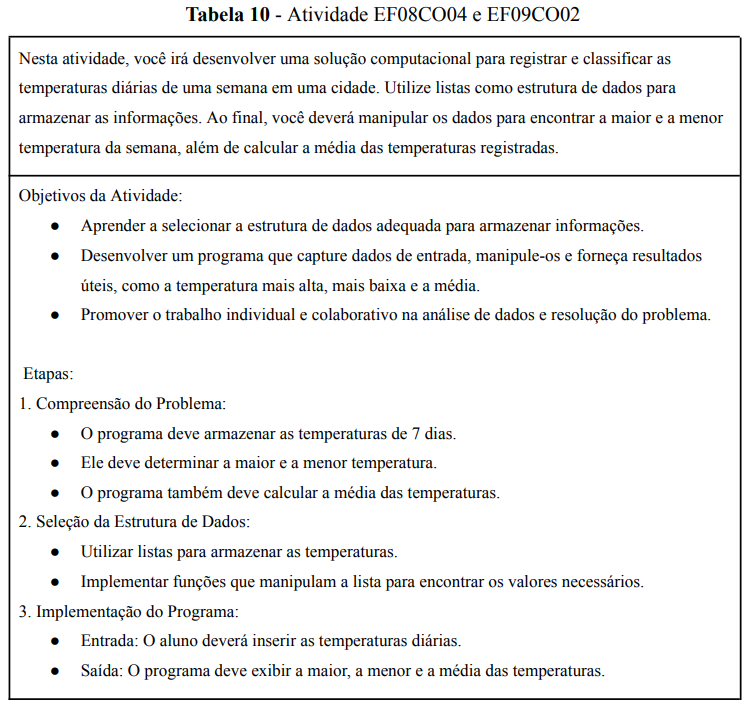 Tabela 10 - Atividade EF08CO04 e EF09CO02
Nesta atividade, você irá desenvolver uma solução computacional para registrar e classificar as
temperaturas diárias de uma semana em uma cidade. Utilize listas como estrutura de dados para
armazenar as informações. Ao final, você deverá manipular os dados para encontrar a maior e a menor
temperatura da semana, além de calcular a média das temperaturas registradas.
Objetivos da Atividade:
● Aprender a selecionar a estrutura de dados adequada para armazenar informações.
● Desenvolver um programa que capture dados de entrada, manipule-os e forneça resultados
úteis, como a temperatura mais alta, mais baixa e a média.
● Promover o trabalho individual e colaborativo na análise de dados e resolução do problema.
Etapas:
1. Compreensão do Problema:
● O programa deve armazenar as temperaturas de 7 dias.
● Ele deve determinar a maior e a menor temperatura.
● O programa também deve calcular a média das temperaturas.
2. Seleção da Estrutura de Dados:
● Utilizar listas para armazenar as temperaturas.
● Implementar funções que manipulam a lista para encontrar os valores necessários.
3. Implementação do Programa:
● Entrada: O aluno deverá inserir as temperaturas diárias.
● Saída: O programa deve exibir a maior, a menor e a média das temperaturas.